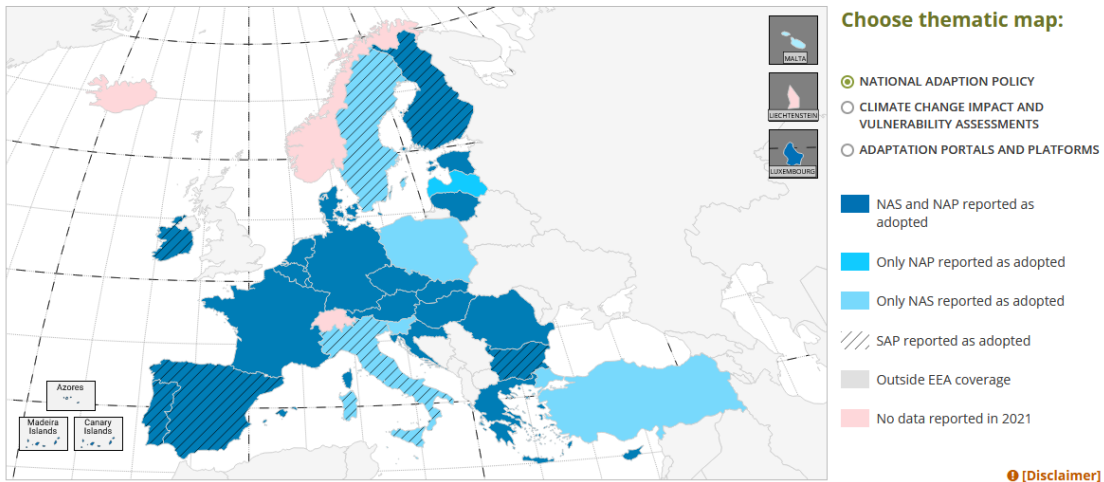 Choose thematic map:
NATIONAL ADAPTION POLICY
CLIMATE CHANGE IMPACT AND
VULNERABILITY ASSESSMENTS
ADAPTATION PORTALS AND PLATFORMS
NAS and NAP reported as
adopted
Only NAP reported as adopted
Only NAS reported as adopted
SAP reported as adopted
Outside EEA coverage
No data reported in 2021
[Disclaimer]
MALTA
LIECHTENSTEIN
LUXEMBOURG
Azores
Madeira
Islands
Canary
Islands